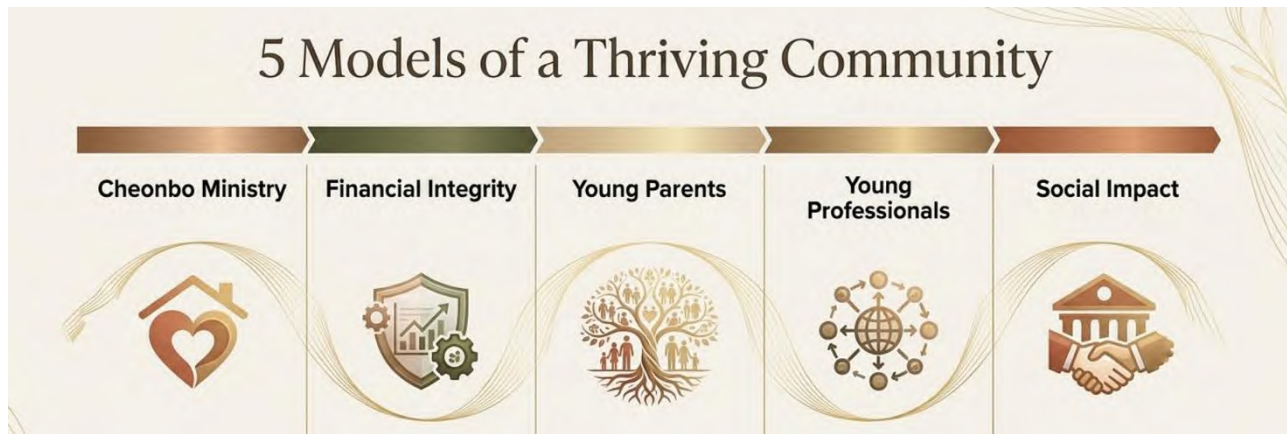 5 Models of a Thriving Community
Cheonbo Ministry
Financial Integrity
Young Parents
Young
Professionals
Social Impact